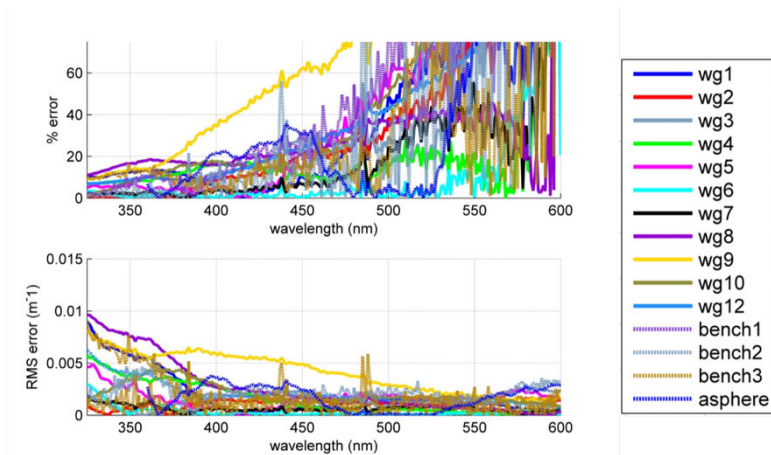 % error
60
40
20
0
350 400 450 500 550 600
wavelength (nm)
RMS error (m-1)
0.015
0.01
0.005
0
350 400 450 500 550 600
wavelength (nm)
wg1
wg2
wg3
wg4
wg5
wg6
wg7
wg8
wg9
wg10
wg12
bench1
bench2
bench3
asphere